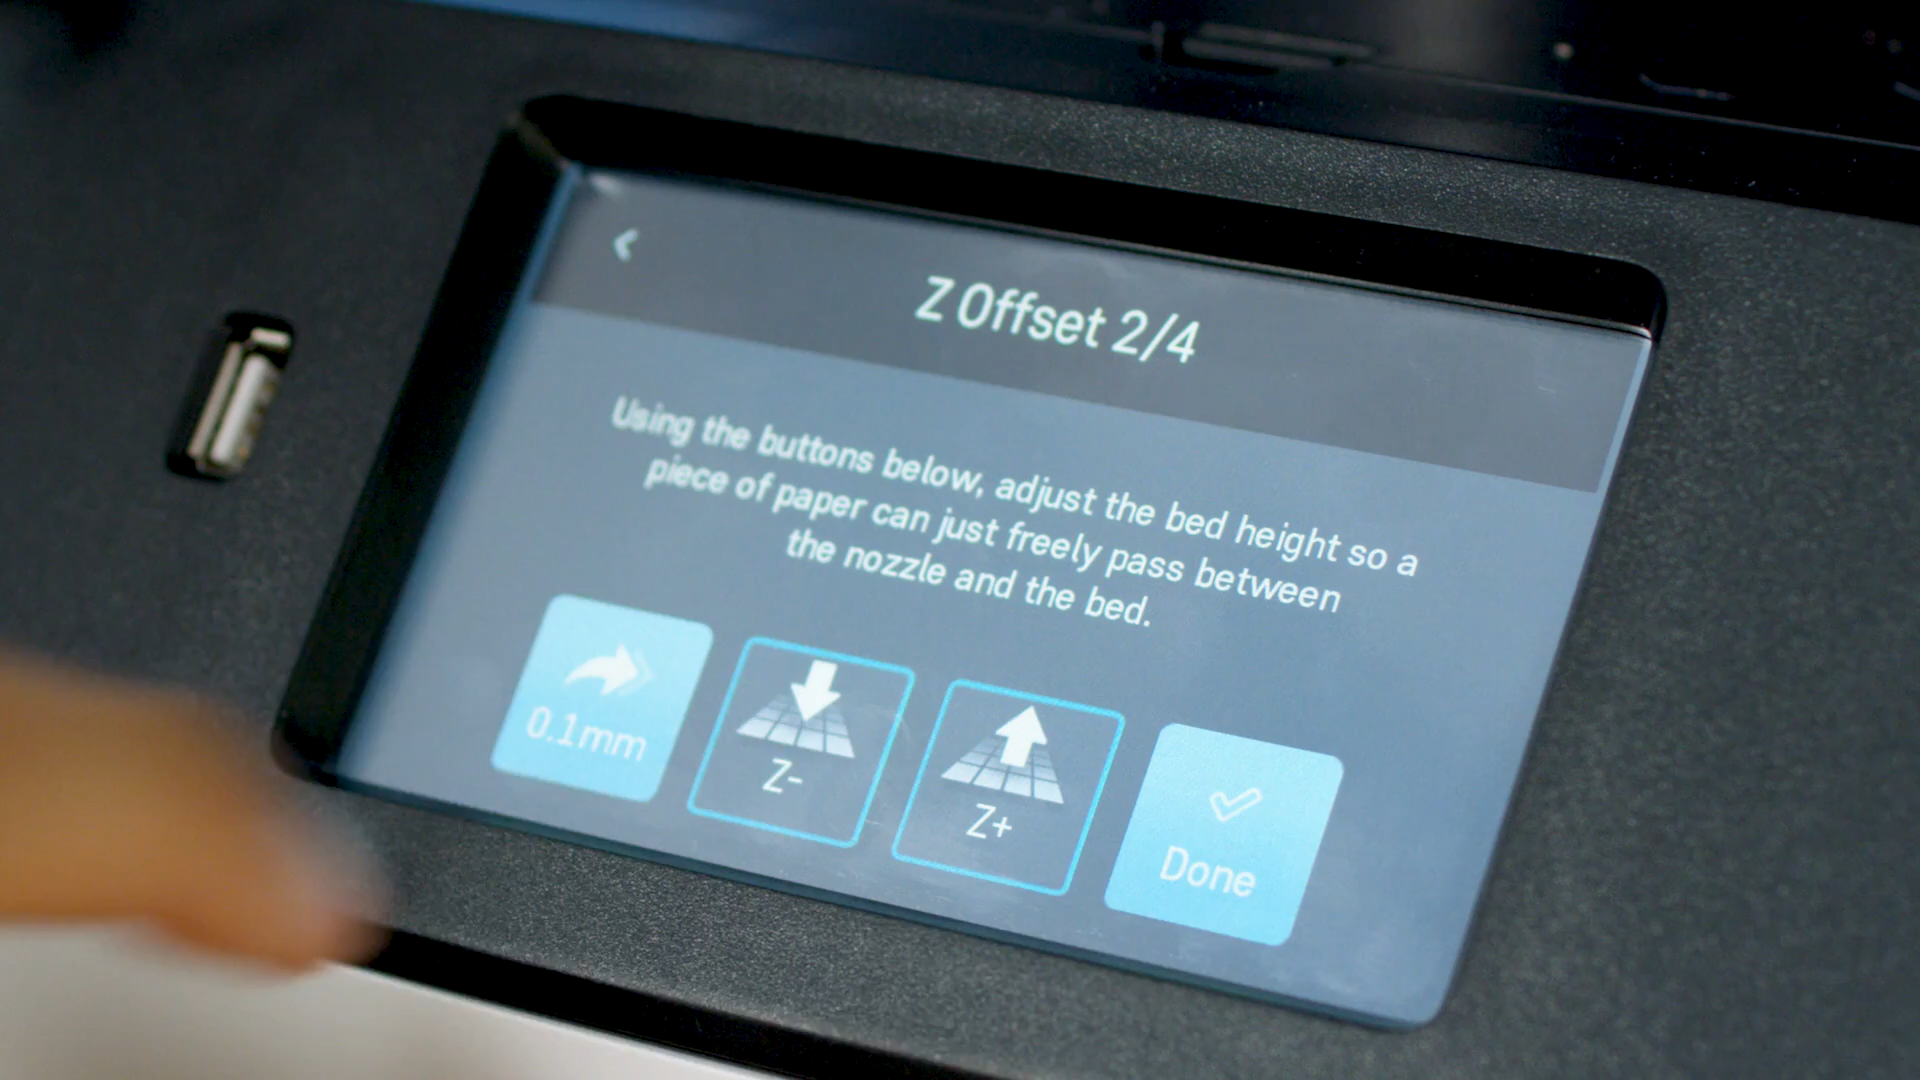 Z Offset 2/4
Using the buttons below, adjust the bed height so a
piece of paper can just freely pass between
the nozzle and the bed.
0.1mm
Z-
Z+
Done